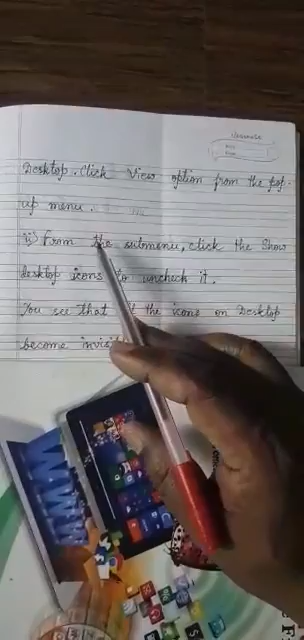 Desktop. Click View option from the pop-
up menu.
ii) From the submenu, click the Show
desktop icons to uncheck it.
You see that the icons on Desktop
become
WWW